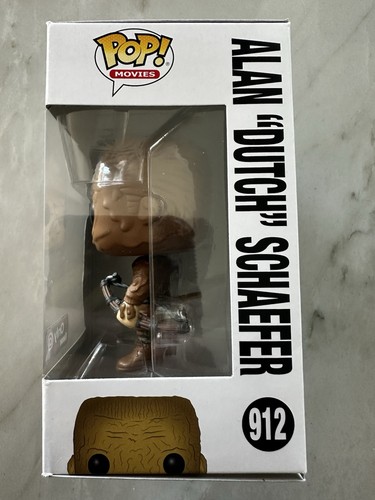 POP!
MOVIES
ALAN “DUTCH” SCHAEFER
912